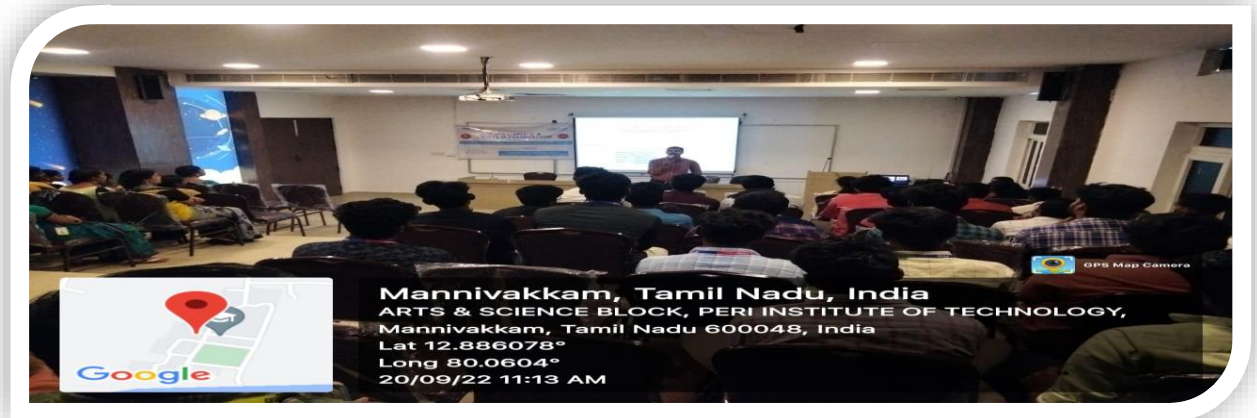 GPS Map Camera
Mannivakkam, Tamil Nadu, India
ARTS & SCIENCE BLOCK, PERI INSTITUTE OF TECHNOLOGY,
Mannivakkam, Tamil Nadu 600048, India
Lat 12.886078°
Long 80.0604°
20/09/22 11:13 AM
Google